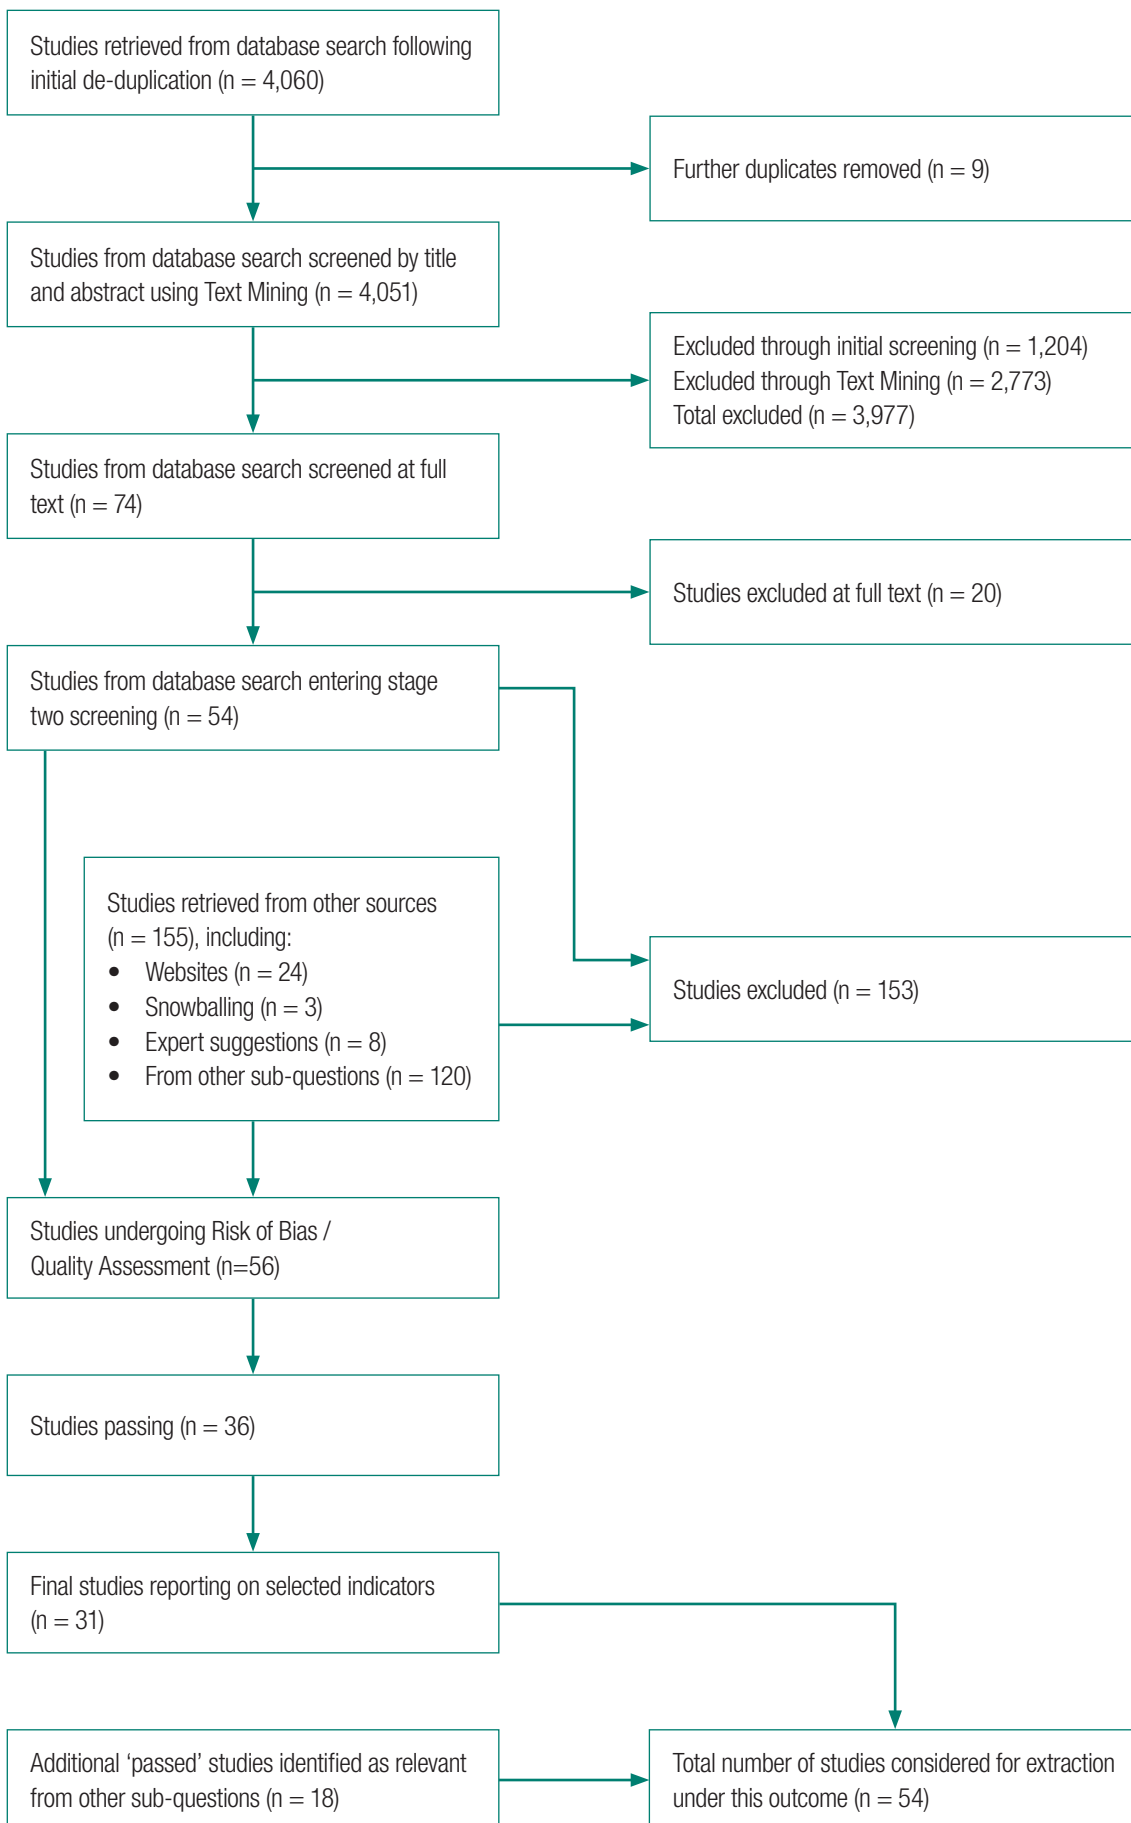 Studies retrieved from database search following
initial de-duplication (n = 4,060)
Further duplicates removed (n = 9)
Studies from database search screened by title
and abstract using Text Mining (n = 4,051)
Excluded through initial screening (n = 1,204)
Excluded through Text Mining (n = 2,773)
Total excluded (n = 3,977)
Studies from database search screened at full
text (n = 74)
Studies excluded at full text (n = 20)
Studies from database search entering stage
two screening (n = 54)
Studies retrieved from other sources
(n = 155), including:
• Websites (n = 24)
• Snowballing (n = 3)
• Expert suggestions (n = 8)
• From other sub-questions (n = 120)
Studies excluded (n = 153)
Studies undergoing Risk of Bias /
Quality Assessment (n=56)
Studies passing (n = 36)
Final studies reporting on selected indicators
(n = 31)
Additional ‘passed’ studies identified as relevant
from other sub-questions (n = 18)
Total number of studies considered for extraction
under this outcome (n = 54)